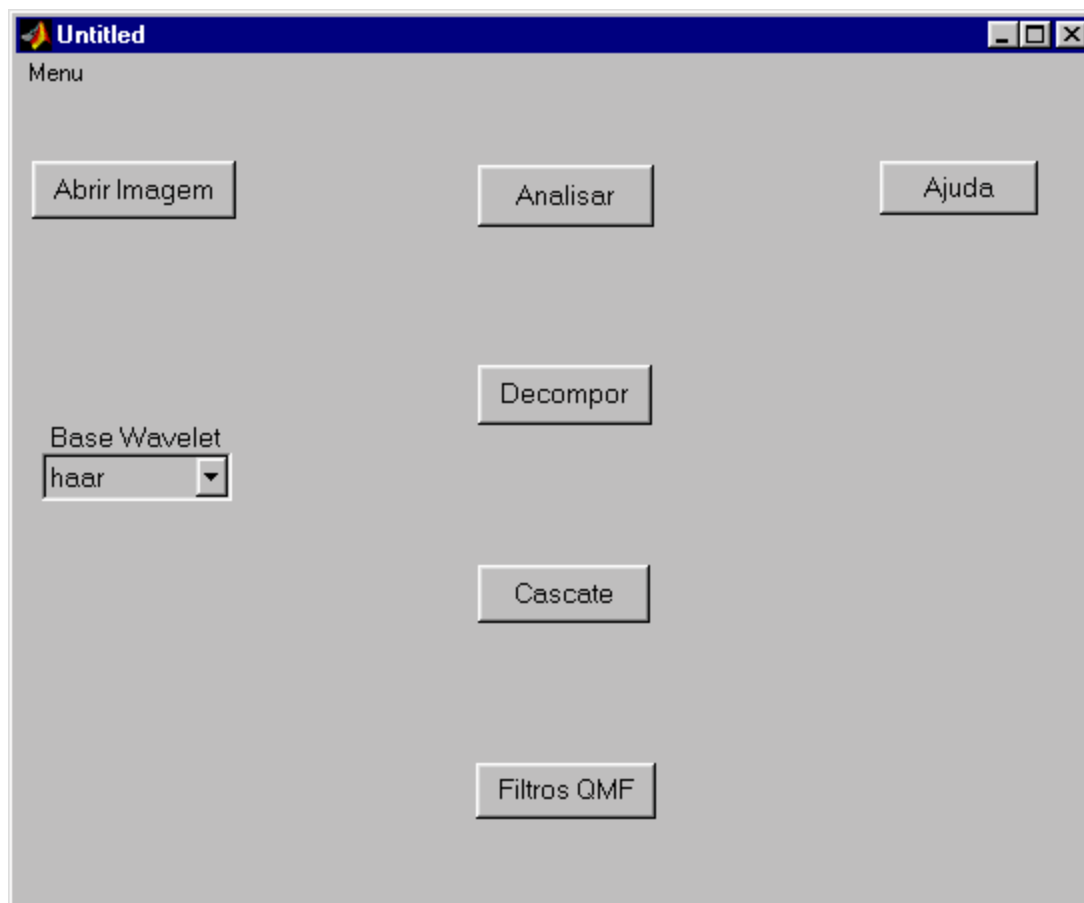 Untitled
Menu
Abrir Imagem
Analisar
Ajuda
Decompor
Base Wavelet
haar
Cascate
Filtros QMF